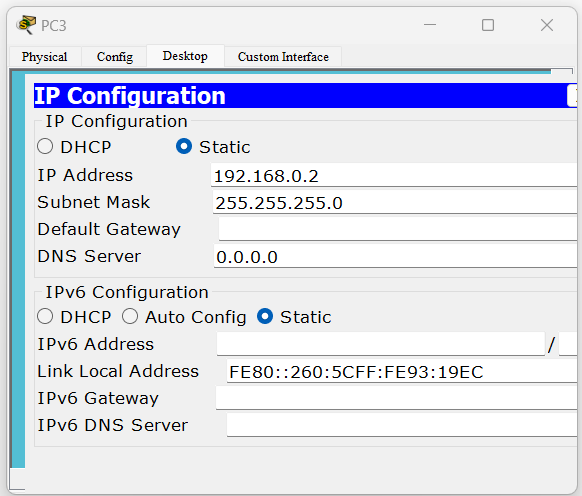 PC3
Physical Config Desktop Custom Interface
IP Configuration
IP Configuration
DHCP Static
IP Address 192.168.0.2
Subnet Mask 255.255.255.0
Default Gateway
DNS Server 0.0.0.0
IPv6 Configuration
DHCP Auto Config Static
IPv6 Address /
Link Local Address FE80::260:5CFF:FE93:19EC
IPv6 Gateway
IPv6 DNS Server